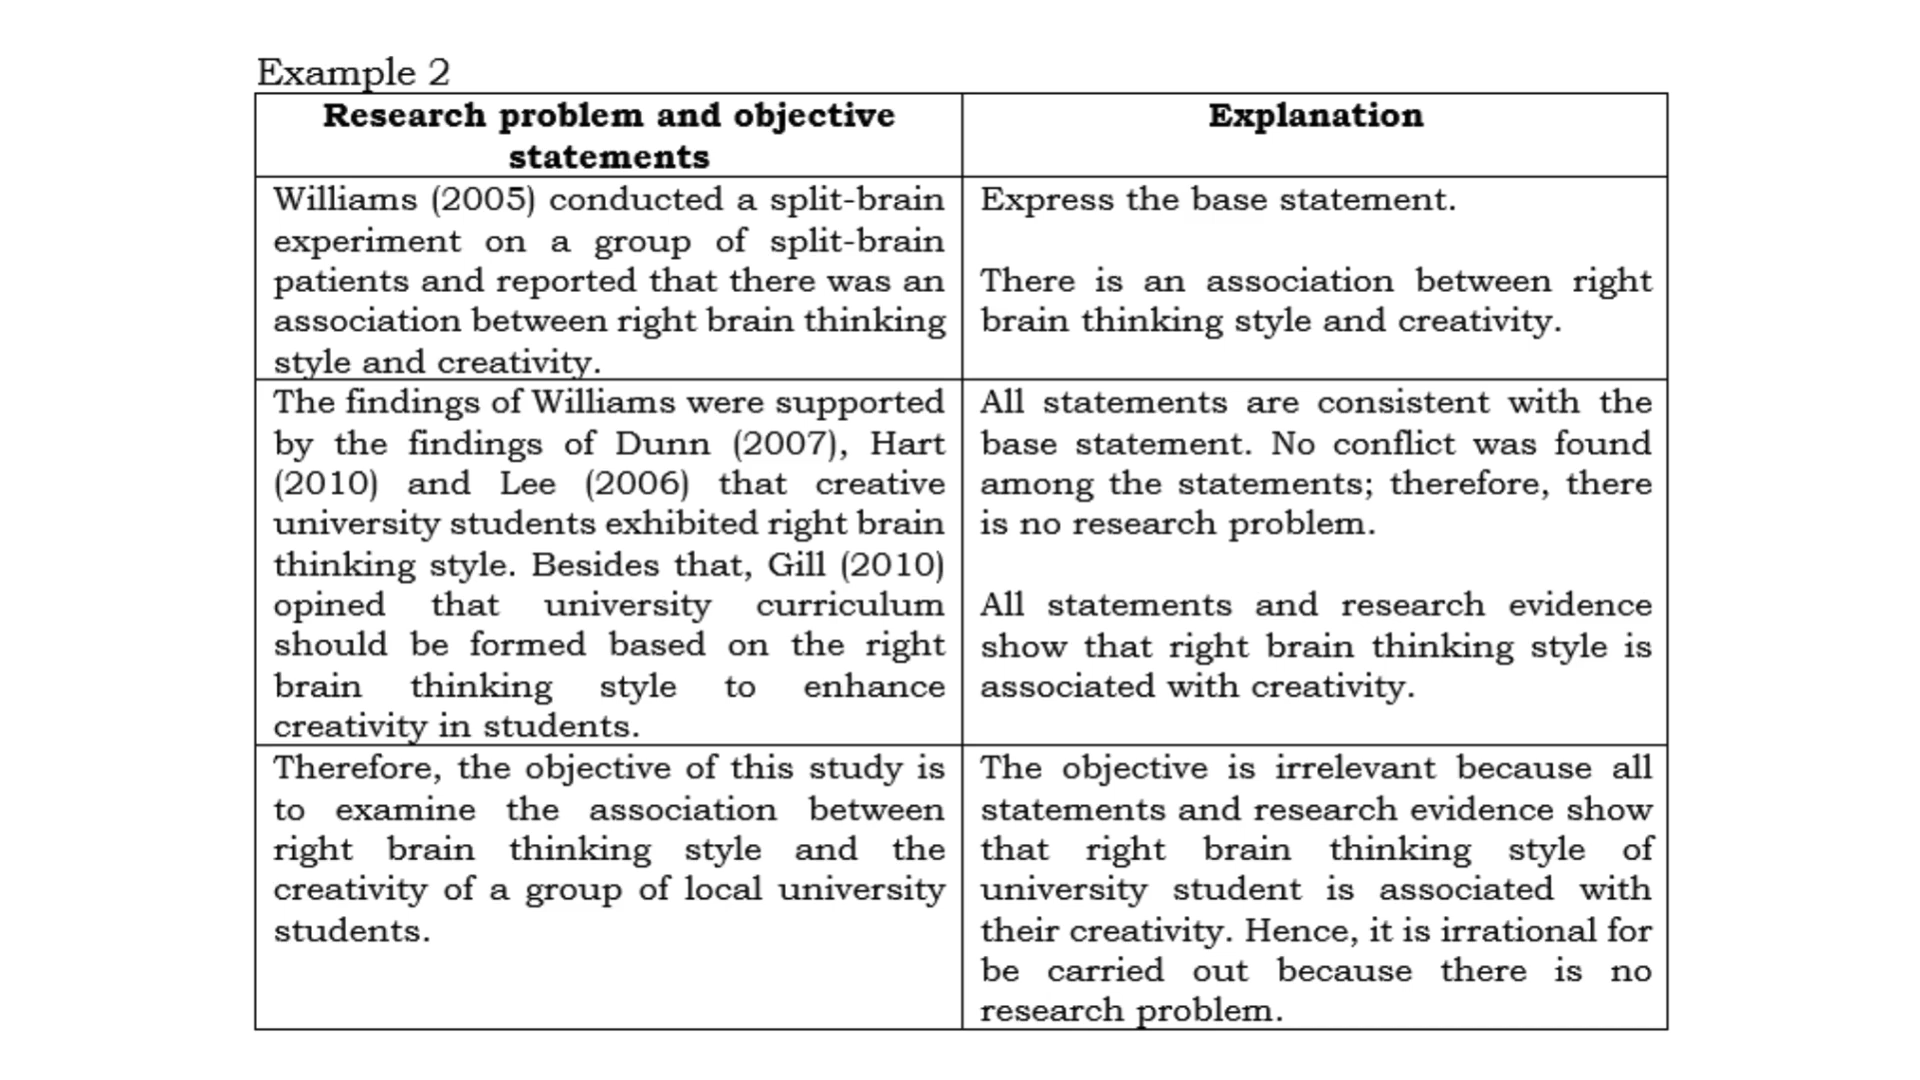 Example 2
Research problem and objective
statements
Explanation
Williams (2005) conducted a split-brain
experiment on a group of split-brain
patients and reported that there was an
association between right brain thinking
style and creativity.
Express the base statement.
There is an association between right
brain thinking style and creativity.
The findings of Williams were supported
by the findings of Dunn (2007), Hart
(2010) and Lee (2006) that creative
university students exhibited right brain
thinking style. Besides that, Gill (2010)
opined that university curriculum
should be formed based on the right
brain thinking style to enhance
creativity in students.
All statements are consistent with the
base statement. No conflict was found
among the statements; therefore, there
is no research problem.
All statements and research evidence
show that right brain thinking style is
associated with creativity.
Therefore, the objective of this study is
to examine the association between
right brain thinking style and the
creativity of a group of local university
students.
The objective is irrelevant because all
statements and research evidence show
that right brain thinking style of
university student is associated with
their creativity. Hence, it is irrational for
be carried out because there is no
research problem.